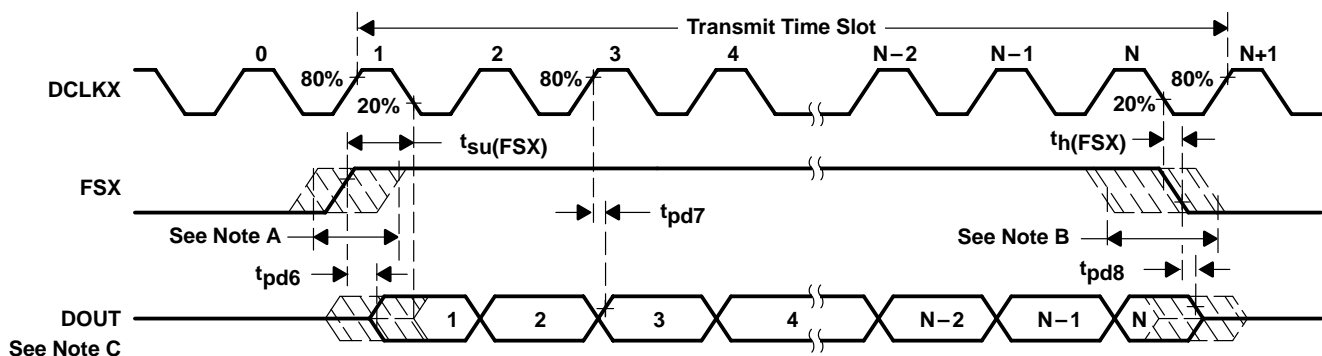 Transmit Time Slot
0 1 2 3 4 N−2 N−1 N N+1
DCLKX
80% 80% 80%
20% 20%
tsu(FSX) th(FSX)
FSX
tpd7
See Note A See Note B
tpd6 tpd8
DOUT 1 2 3 4 N−2 N−1 N
See Note C